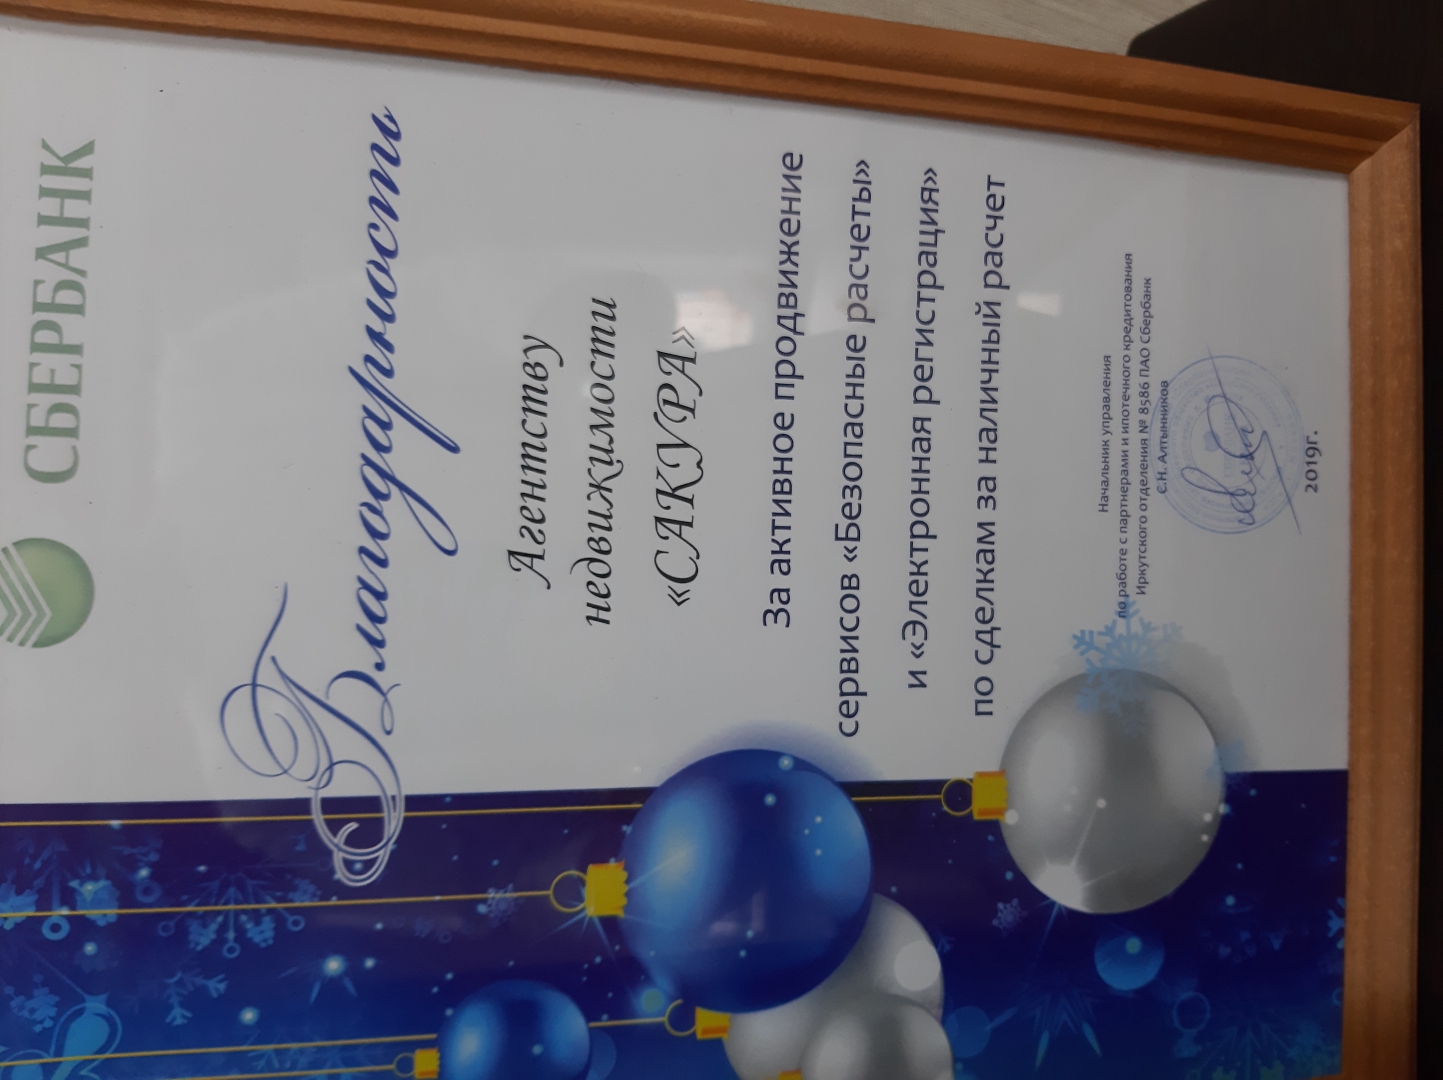 СБЕРБАНК
Благодарность
Агентству
недвижимости
«САКУРА»
За активное продвижение
сервисов «Безопасные расчеты»
и «Электронная регистрация»
по сделкам за наличный расчет
Начальник управления
по работе с партнерами и ипотечного кредитования
Иркутского отделения № 8586 ПАО Сбербанк
С.Н. Алтынников
2019г.